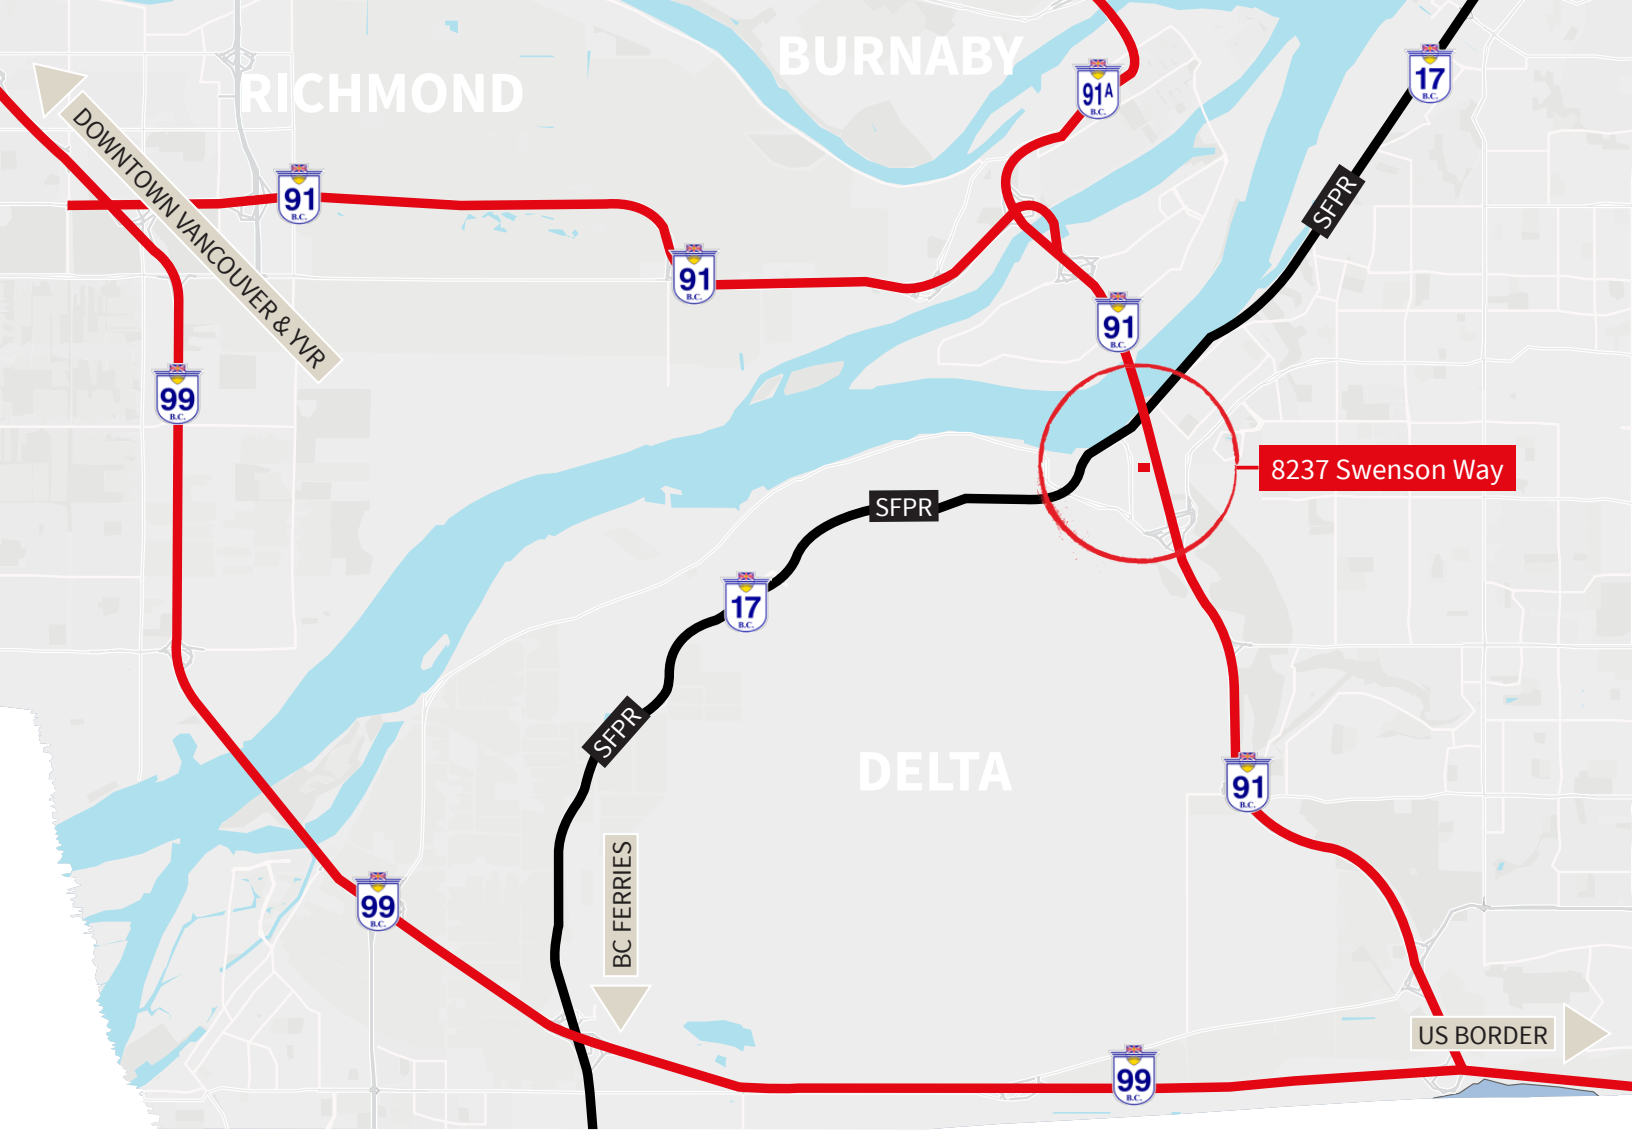 BURNABY
17
B.C.
RICHMOND
91A
B.C.
DOWNTOWN VANCOUVER & YVR
91
B.C.
SFPR
91
B.C.
91
B.C.
99
B.C.
8237 Swenson Way
SFPR
17
B.C.
SFPR
DELTA
91
B.C.
BC FERRIES
99
B.C.
US BORDER
99
B.C.